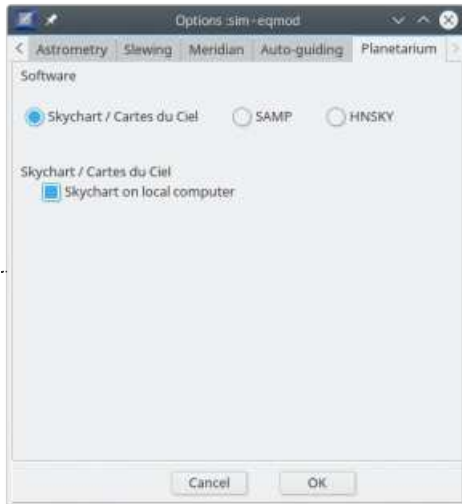 Options :sim-eqmod
Astrometry Slewing Meridian Auto-guiding Planetarium
Software
Skychart / Cartes du Ciel SAMP HNSKY
Skychart / Cartes du Ciel
Skychart on local computer
Cancel OK